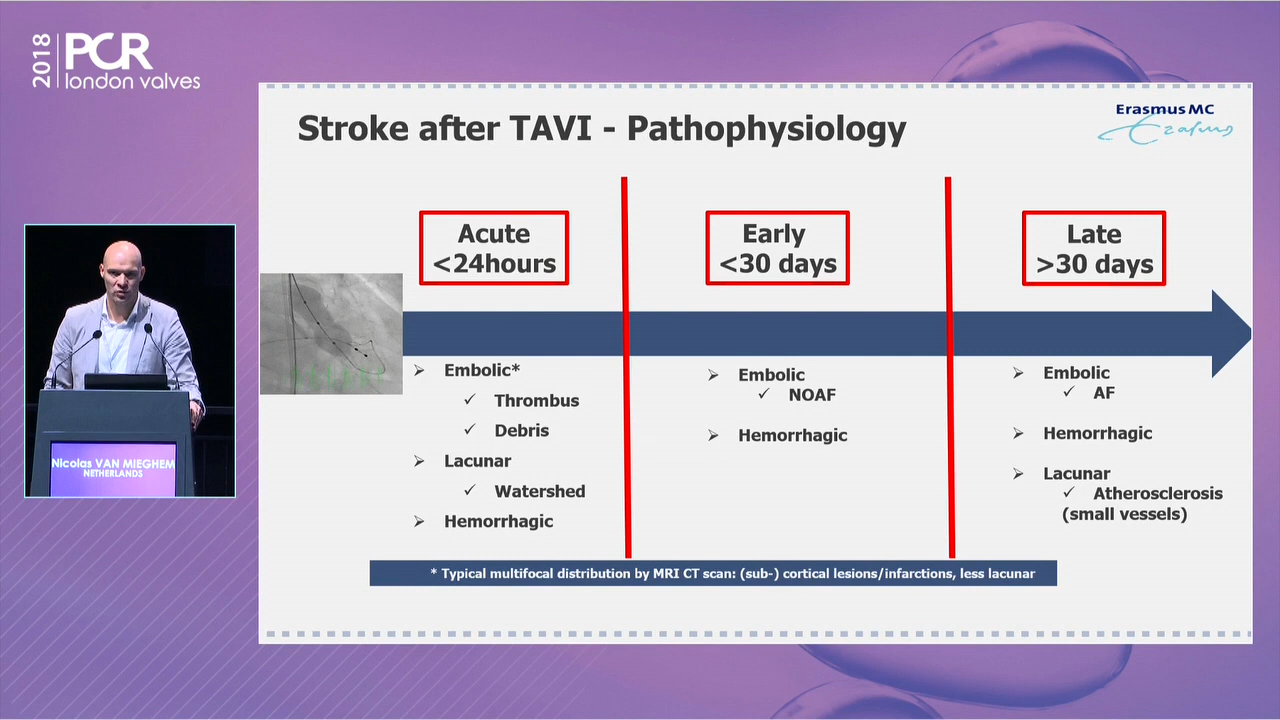 2018
PCR
london valves
Stroke after TAVI - Pathophysiology
Erasmus MC
Erasmus
Acute
<24hours
Early
<30 days
Late
>30 days
Embolic*
Thrombus
Debris
Lacunar
Watershed
Hemorrhagic
Embolic
NOAF
Hemorrhagic
Embolic
AF
Hemorrhagic
Lacunar
Atherosclerosis
(small vessels)
* Typical multifocal distribution by MRI CT scan: (sub-) cortical lesions/infarctions, less lacunar
Nicolas VAN MIEGHEM
NETHERLANDS